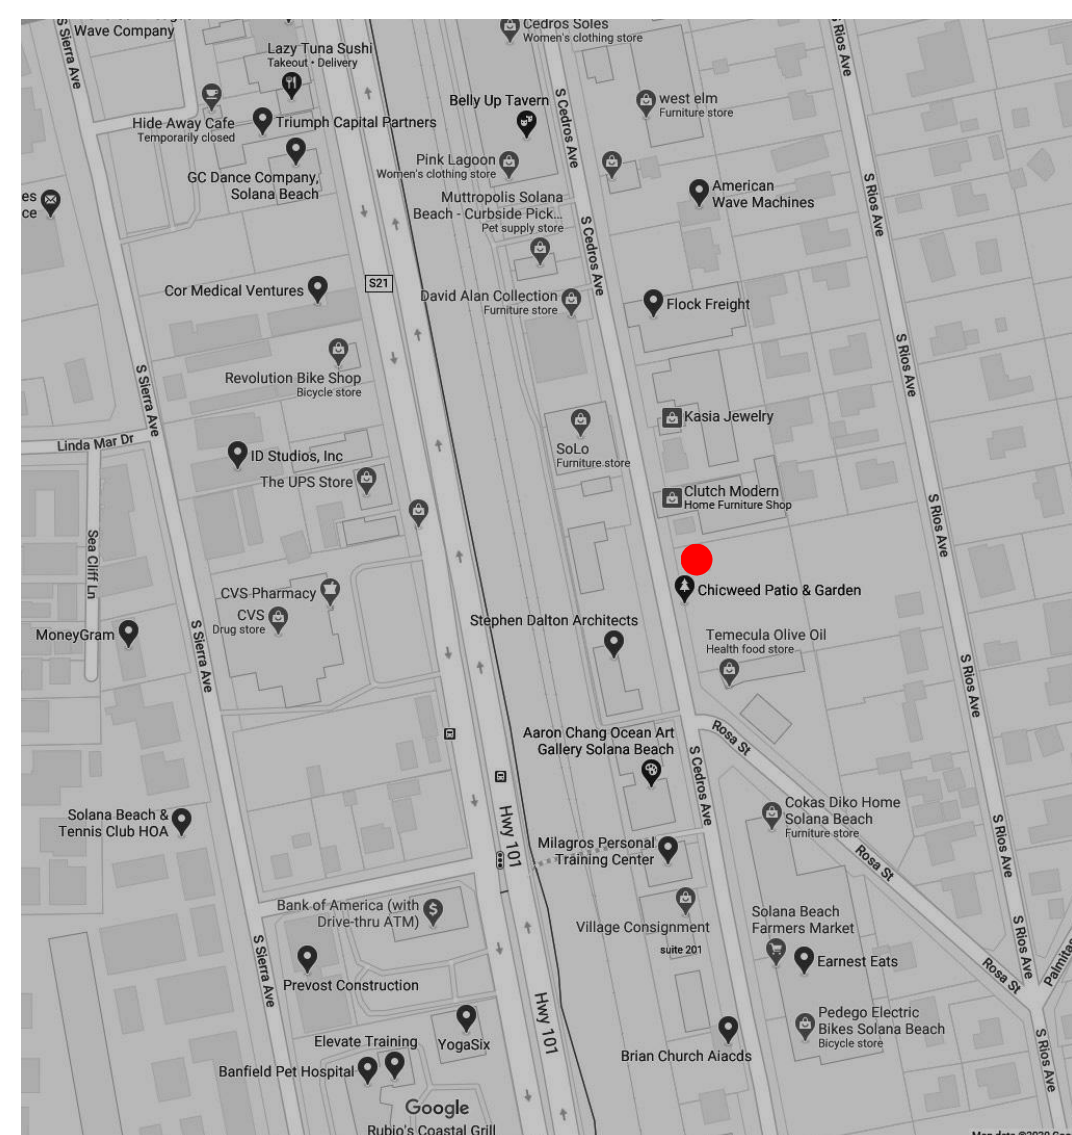 Wave Company
S Sierra Ave
Cedros Soles
Women's clothing store
S Rios Ave
Lazy Tuna Sushi
Takeout • Delivery
Hide Away Cafe
Temporarily closed
Triumph Capital Partners
Belly Up Tavern
S Cedros Ave
west elm
Furniture store
GC Dance Company,
Solana Beach
Pink Lagoon
Women's clothing store
Muttropolis Solana
Beach - Curbside Pick...
Pet supply store
American
Wave Machines
S Rios Ave
es
ce
S Cedros Ave
Cor Medical Ventures
S21
David Alan Collection
Furniture store
Flock Freight
S Rios Ave
Revolution Bike Shop
Bicycle store
S Sierra Ave
Kasia Jewelry
Linda Mar Dr
ID Studios, Inc
The UPS Store
SoLo
Furniture store
Clutch Modern
Home Furniture Shop
S Rios Ave
Sea Cliff Ln
CVS Pharmacy
CVS
Drug store
Chicweed Patio & Garden
MoneyGram
S Sierra Ave
Stephen Dalton Architects
Temecula Olive Oil
Health food store
S Rios Ave
Aaron Chang Ocean Art
Gallery Solana Beach
Rosa St
S Cedros Ave
Solana Beach &
Tennis Club HOA
Hwy 101
Cokas Diko Home
Solana Beach
Furniture store
Milagros Personal
Training Center
Rosa St
Bank of America (with
Drive-thru ATM)
$
Village Consignment
suite 201
Solana Beach
Farmers Market
S Sierra Ave
S Rios Ave
Palmitas
Earnest Eats
Rosa St
Prevost Construction
Hwy 101
Pedego Electric
Bikes Solana Beach
Bicycle store
S Rios Ave
Elevate Training
YogaSix
Banfield Pet Hospital
Brian Church Aiacds
Google
Rubio's Coastal Grill